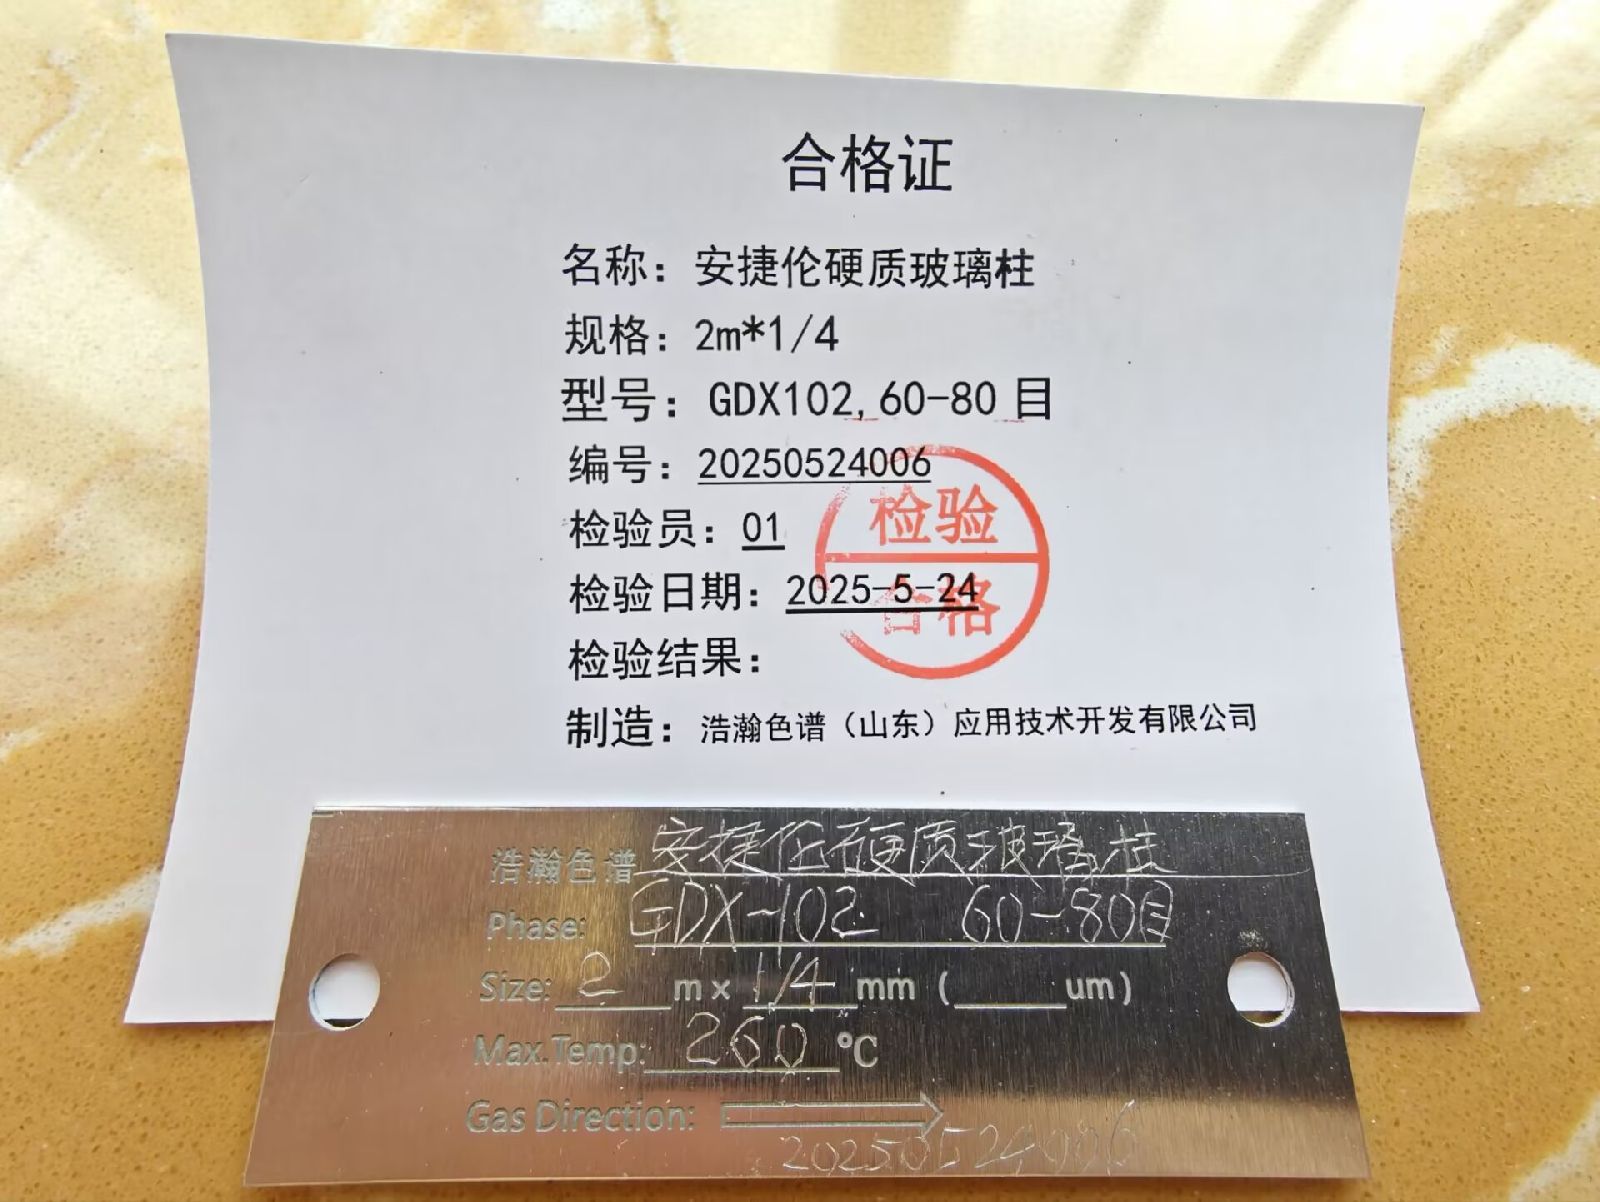 合格证
名称：安捷伦硬质玻璃柱
规格：2m*1/4
型号：GDX102, 60-80 目
编号：20250524006
检验员：01
检验日期：2025-5-24
检验结果：
制造：浩瀚色谱（山东）应用技术开发有限公司
检验
合格
浩瀚色谱 安捷伦硬质玻璃柱
Phase: GDX-102 60-80目
Size: 2 m x 1/4 mm ( um )
Max.Temp: 260 ℃
Gas Direction:
20250524006